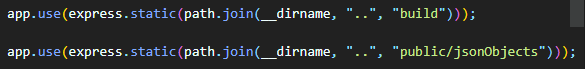 app.use(express.static(path.join(__dirname, "..", "build")));
app.use(express.static(path.join(__dirname, "..", "public/jsonObjects")));